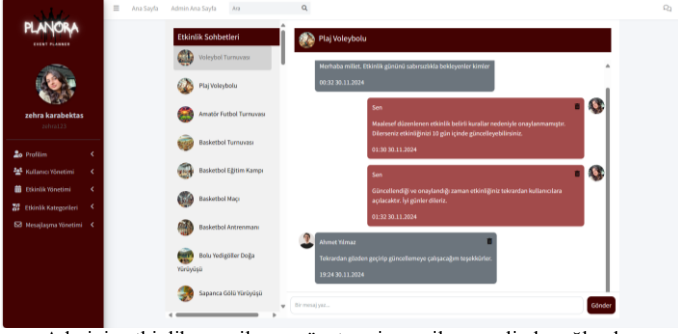 PLANORA
EVENT PLANNER
zehra karabektas
zehra123
Profilim
Kullanıcı Yönetimi
Etkinlik Yönetimi
Etkinlik Kategorileri
Mesajlaşma Yönetimi
Ana Sayfa Admin Ana Sayfa Ara
Etkinlik Sohbetleri
Voleybol Turnuvası
Plaj Voleybolu
Amatör Futbol Turnuvası
Basketbol Turnuvası
Basketbol Eğitim Kampı
Basketbol Maçı
Basketbol Antrenmanı
Bolu Yedigöller Doğa
Yürüyüşü
Sapanca Gölü Yürüyüşü
Plaj Voleybolu
Merhaba millet. Etkinlik gününü sabırsızlıkla bekleyenler kimler
00:32 30.11.2024
Sen
Maalesef düzenlenen etkinlik belirli kurallar nedeniyle onaylanmamıştır.
Dilerseniz etkinliğinizi 10 gün içinde güncelleyebilirsiniz.
01:30 30.11.2024
Sen
Güncellendiği ve onaylandığı zaman etkinliğiniz tekrardan kullanıcılara
açılacaktır. İyi günler dileriz.
01:32 30.11.2024
Ahmet Yılmaz
Tekrardan gözden geçirip güncellemeye çalışacağım teşekkürler.
19:24 30.11.2024
Bir mesaj yaz...
Gönder